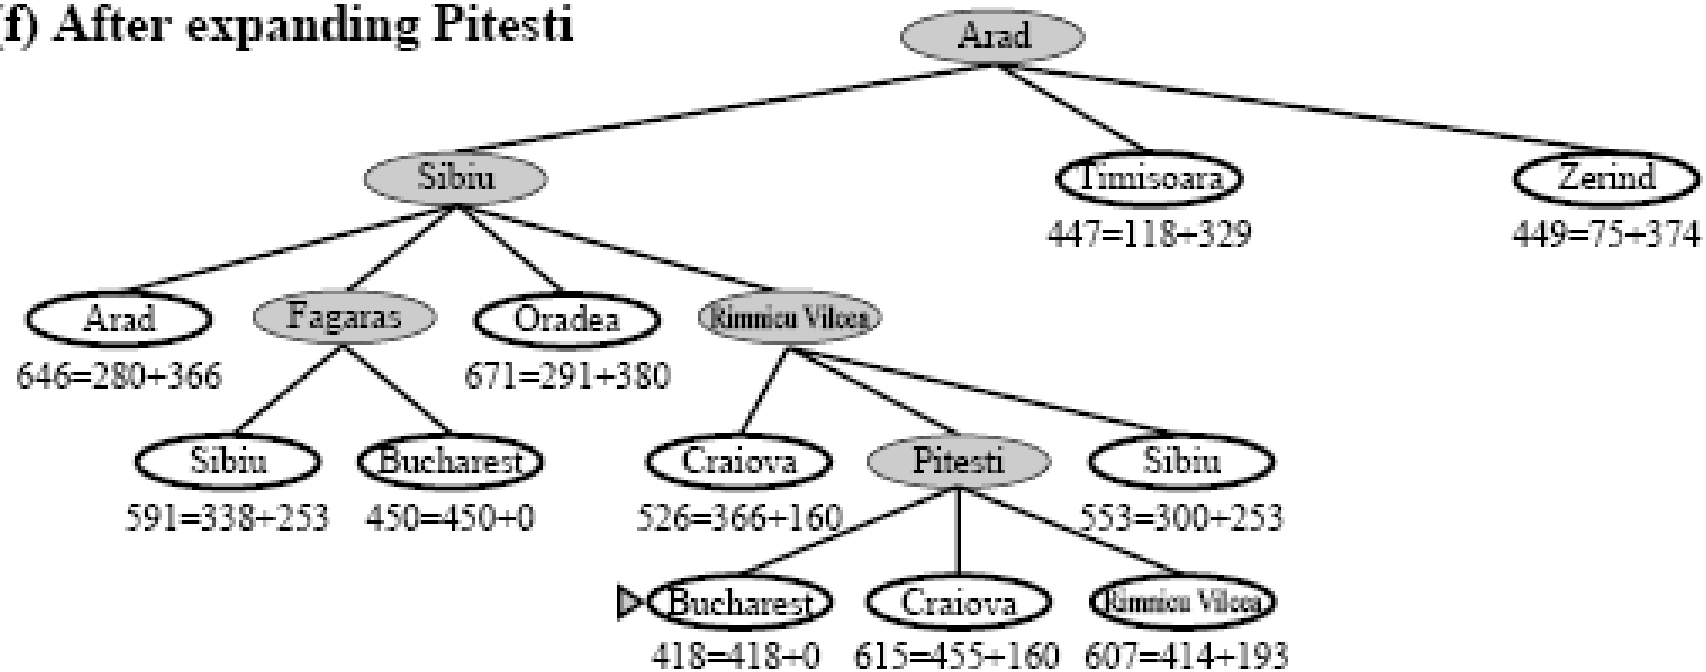 (f) After expanding Pitesti
Arad
Sibiu Timisoara Zerind
447=118+329 449=75+374
Arad Fagaras Oradea Rimnicu Vilcea
646=280+366 671=291+380
Sibiu Bucharest Craiova Pitesti Sibiu
591=338+253 450=450+0 526=366+160 553=300+253
Bucharest Craiova Rimnicu Vilcea
418=418+0 615=455+160 607=414+193